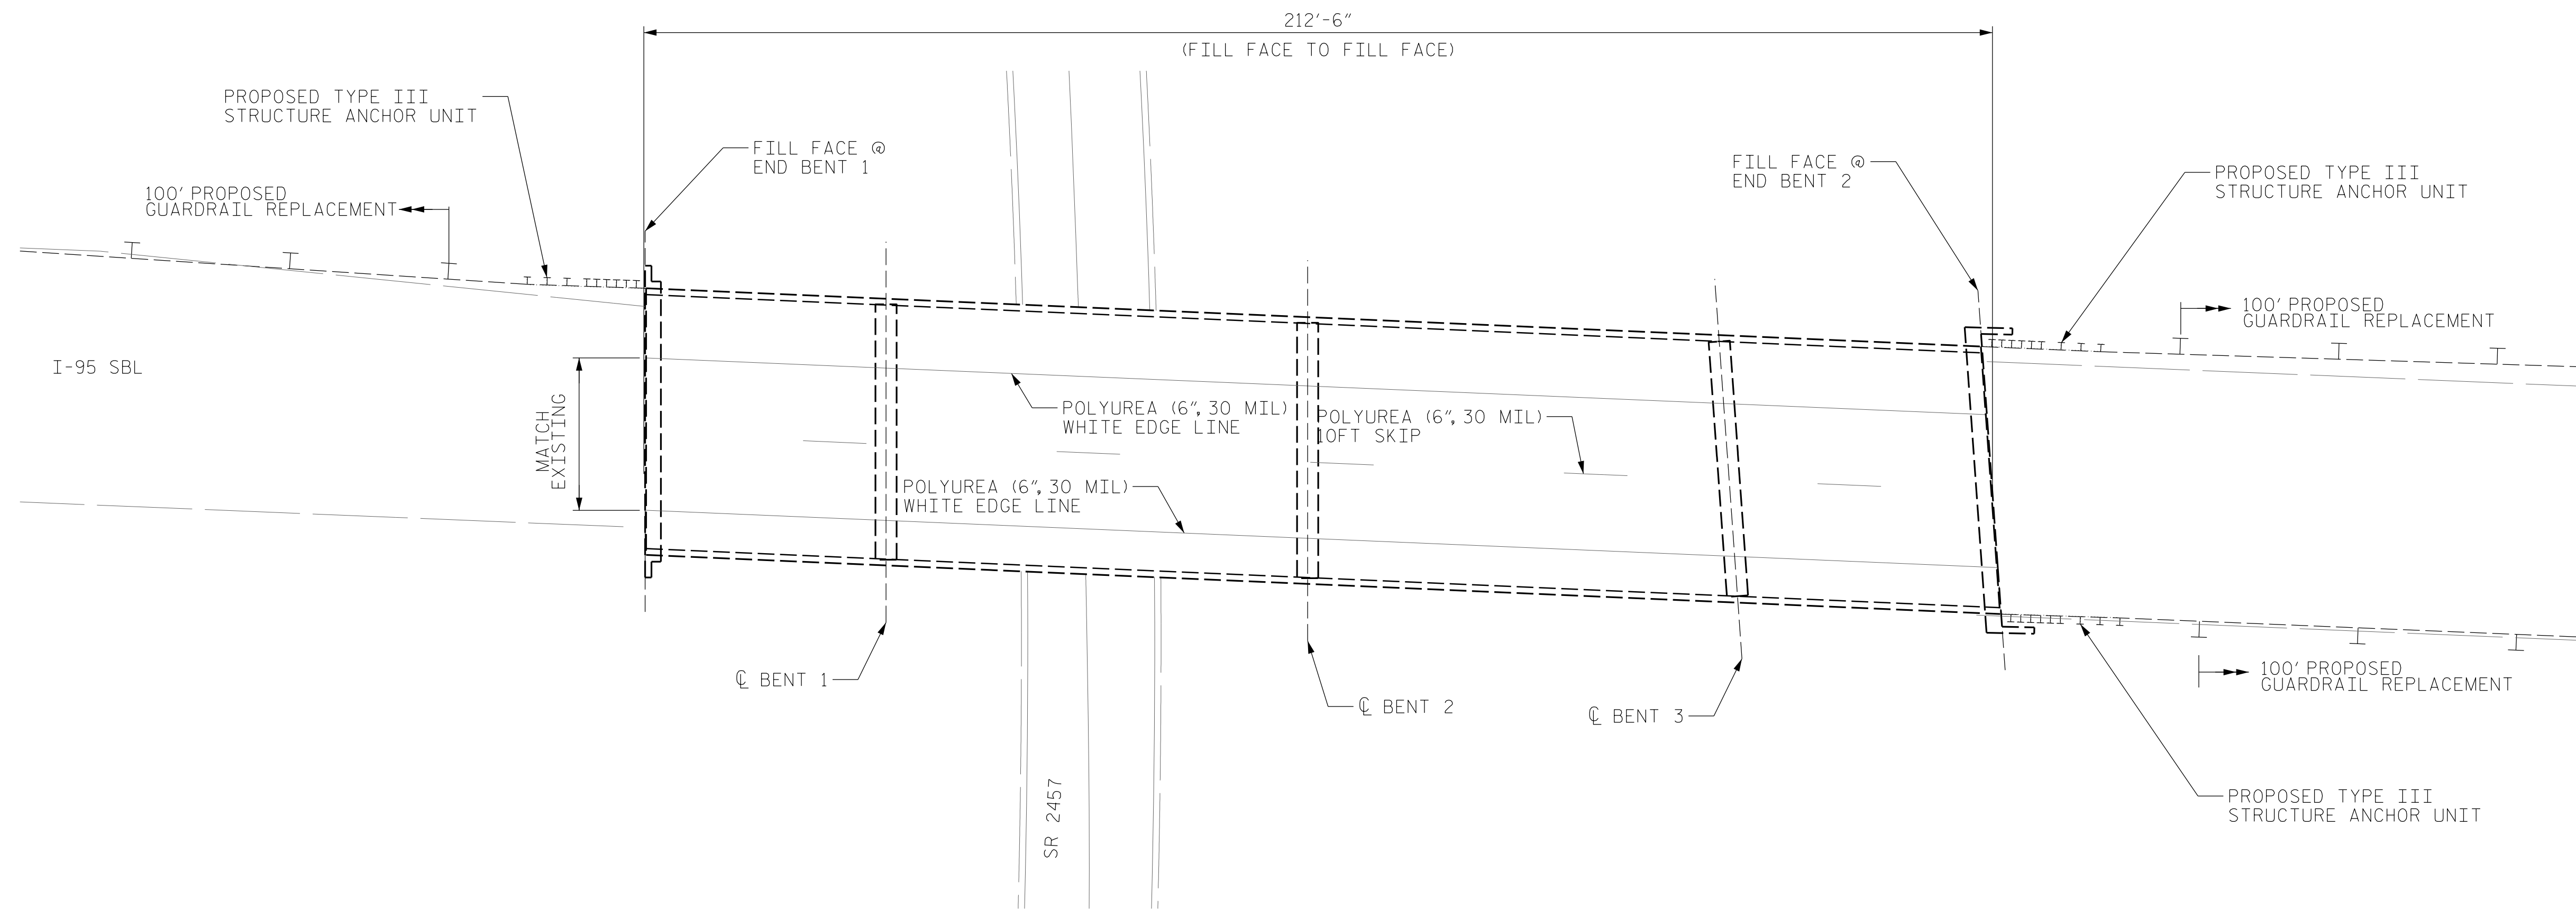 212'-6"
(FILL FACE TO FILL FACE)
PROPOSED TYPE III
STRUCTURE ANCHOR UNIT
FILL FACE @
END BENT 1
FILL FACE @
END BENT 2
PROPOSED TYPE III
STRUCTURE ANCHOR UNIT
100' PROPOSED
GUARDRAIL REPLACEMENT
100' PROPOSED
GUARDRAIL REPLACEMENT
I-95 SBL
MATCH
EXISTING
POLYUREA (6", 30 MIL)
WHITE EDGE LINE
POLYUREA (6", 30 MIL)
10FT SKIP
POLYUREA (6", 30 MIL)
WHITE EDGE LINE
℄ BENT 1
℄ BENT 2
℄ BENT 3
100' PROPOSED
GUARDRAIL REPLACEMENT
SR 2457
PROPOSED TYPE III
STRUCTURE ANCHOR UNIT